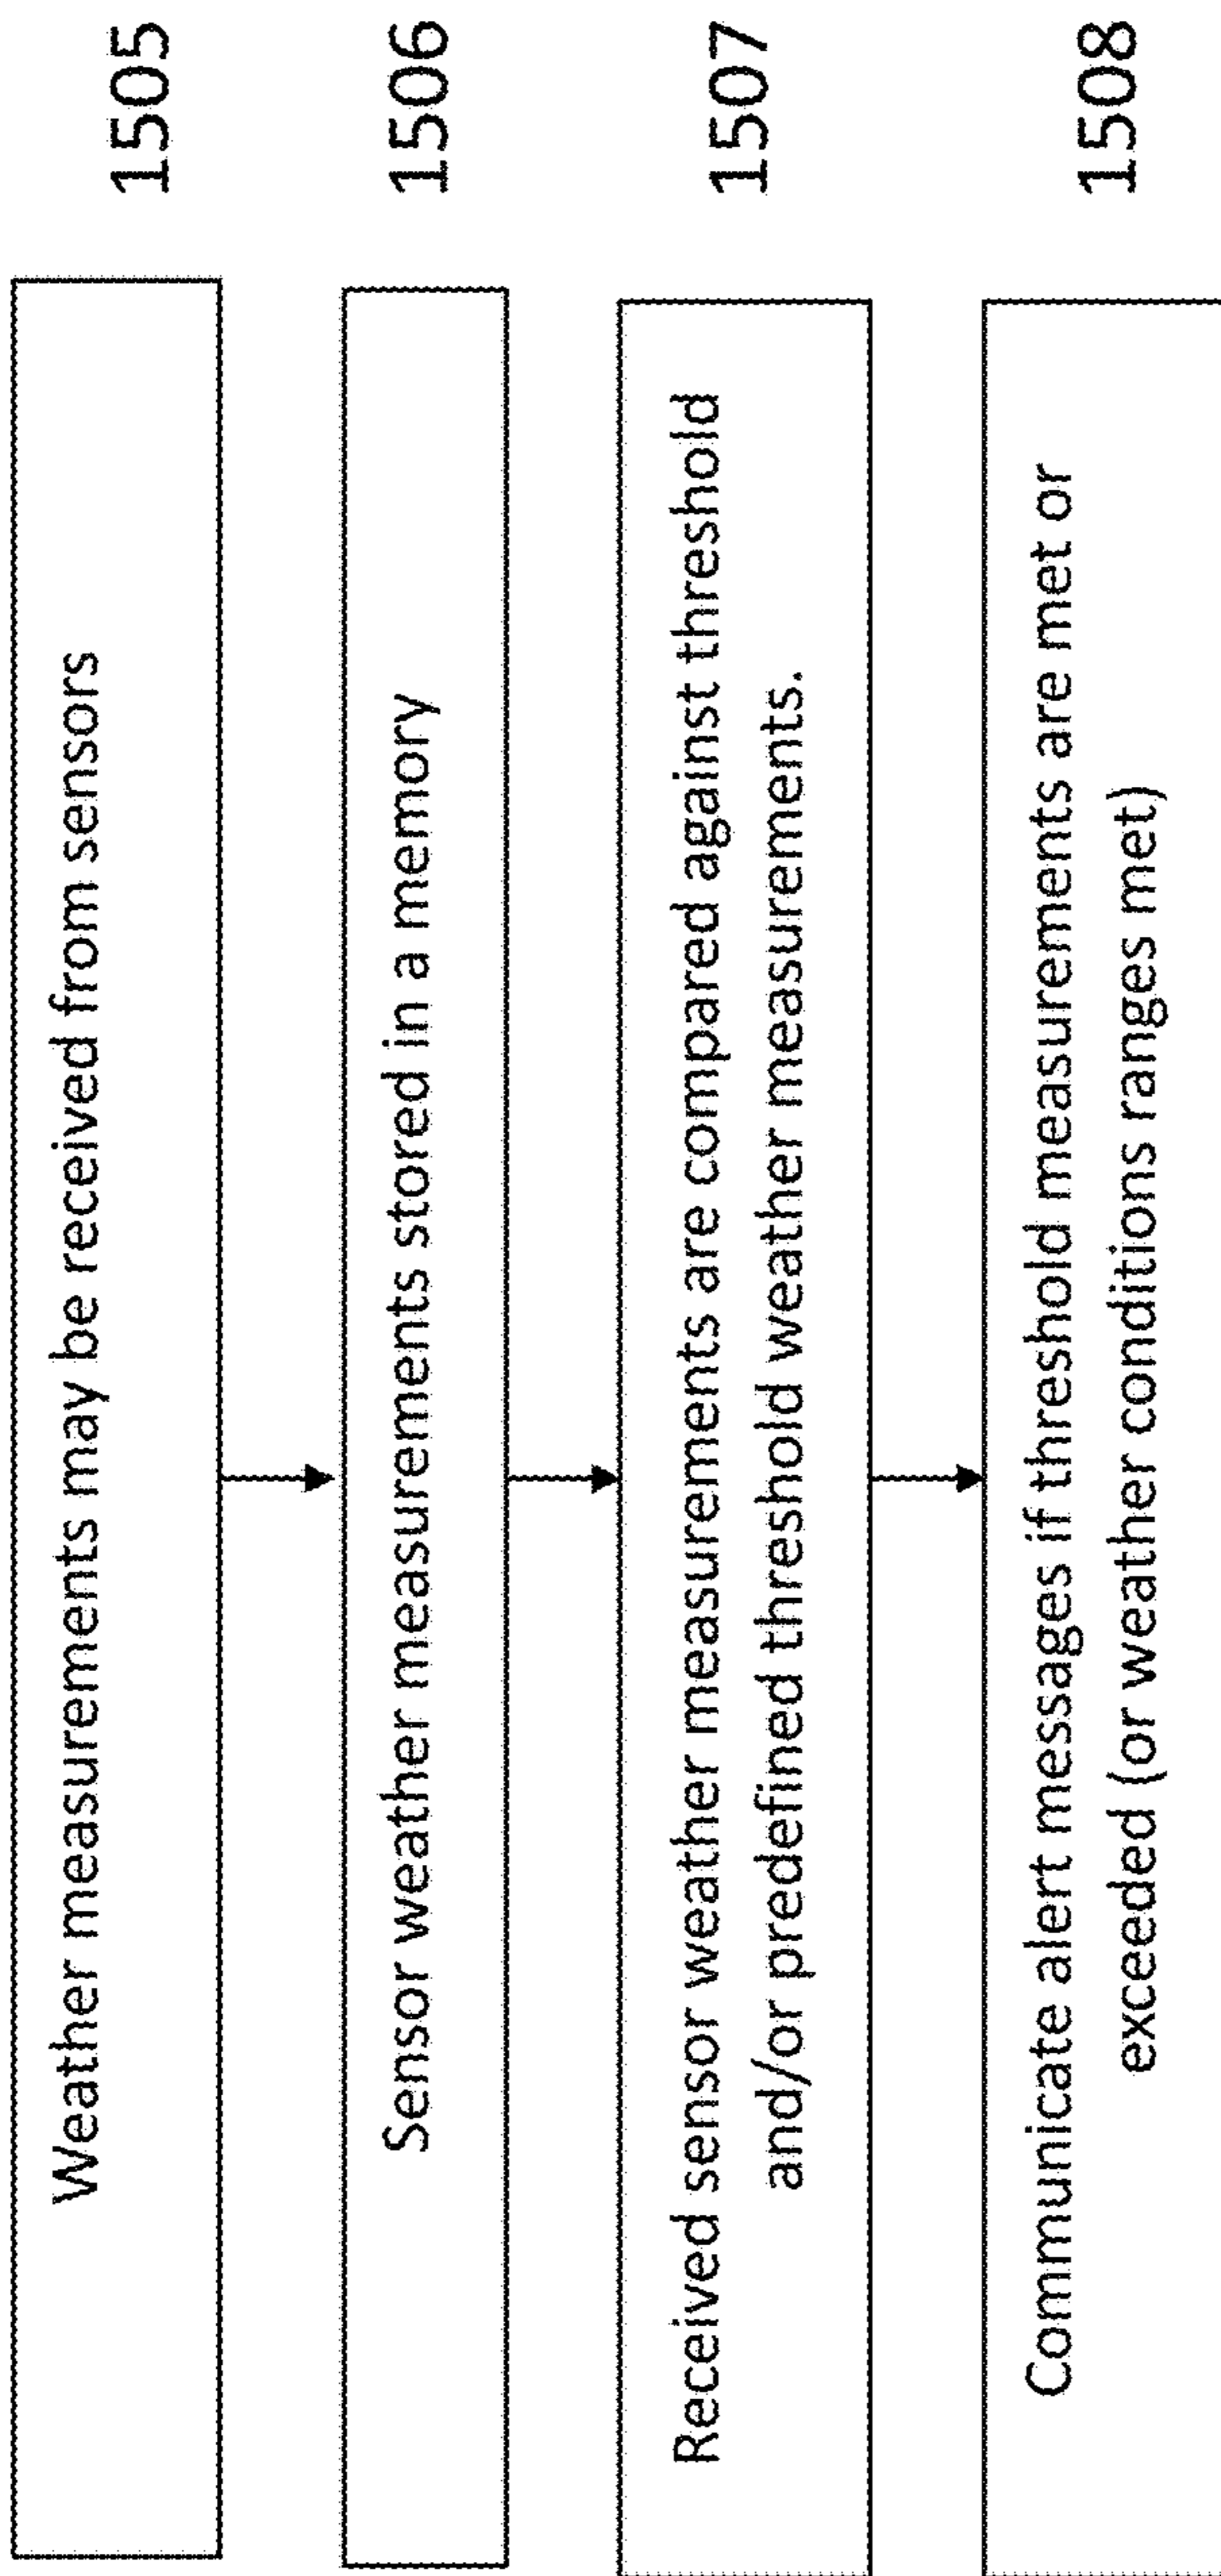 Weather measurements may be received from sensors
1505
Sensor weather measurements stored in a memory
1506
Received sensor weather measurements are compared against threshold
and/or predefined threshold weather measurements.
1507
Communicate alert messages if threshold measurements are met or
exceeded (or weather conditions ranges met)
1508